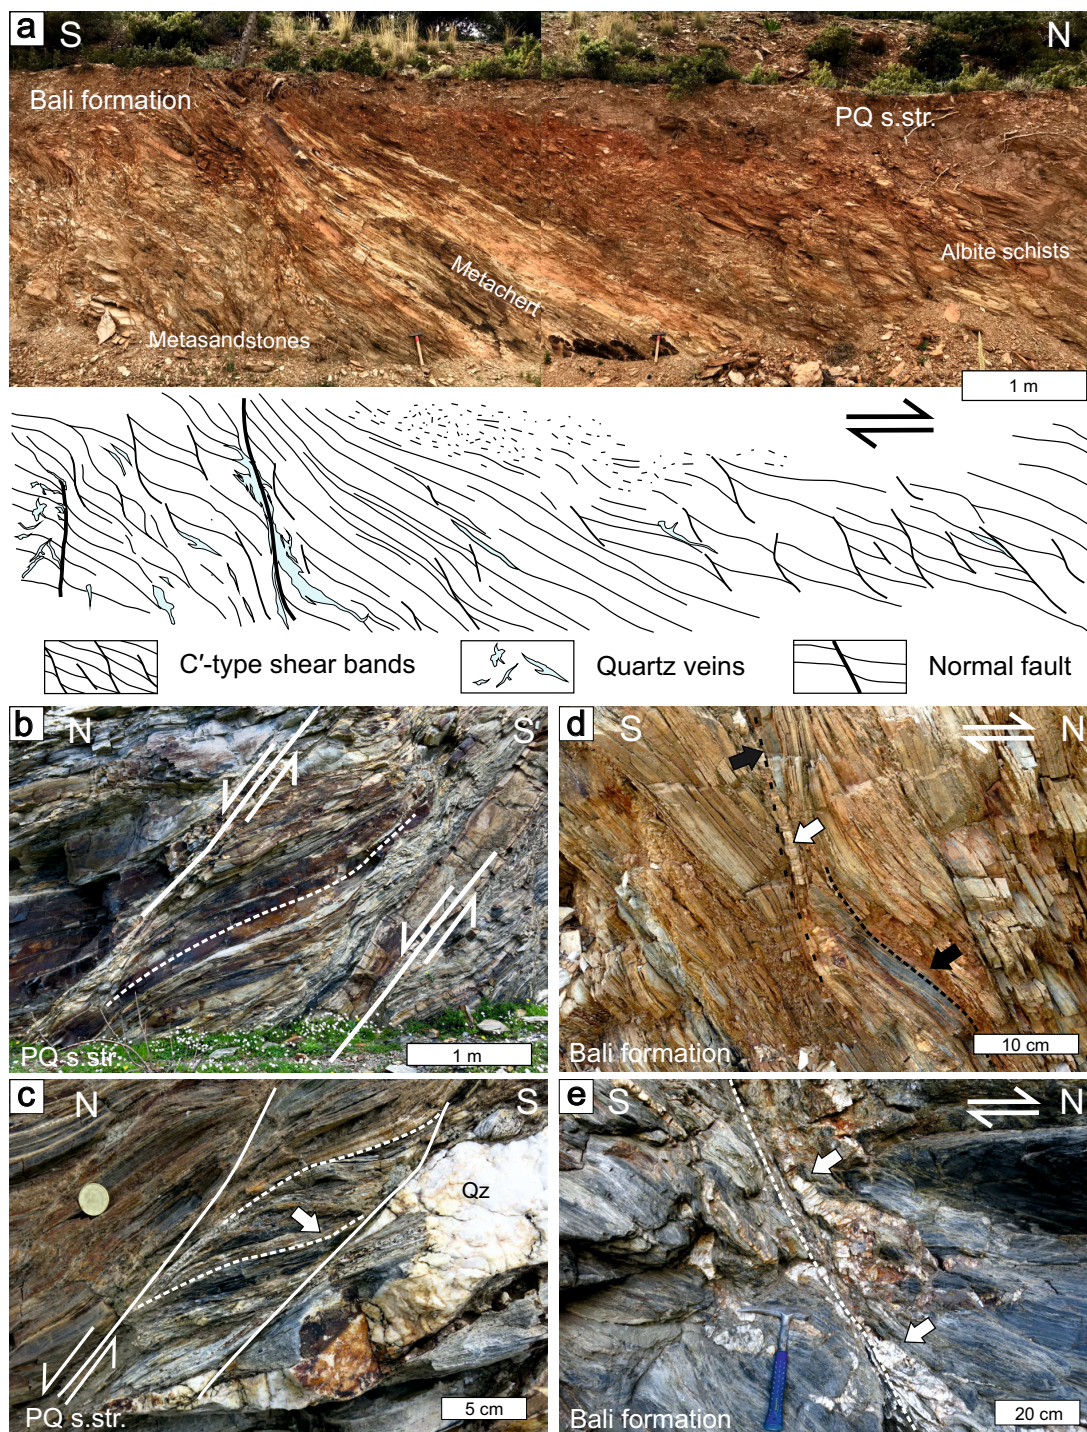 a
S
N
Bali formation
PQ s.str.
Albite schists
Metachert
Metasandstones
1 m
C′-type shear bands
Quartz veins
Normal fault
b
N
S'
PQ s.str.
1 m
d
S
N
Bali formation
10 cm
c
N
S
Qz
PQ s.str.
5 cm
e
S
N
Bali formation
20 cm